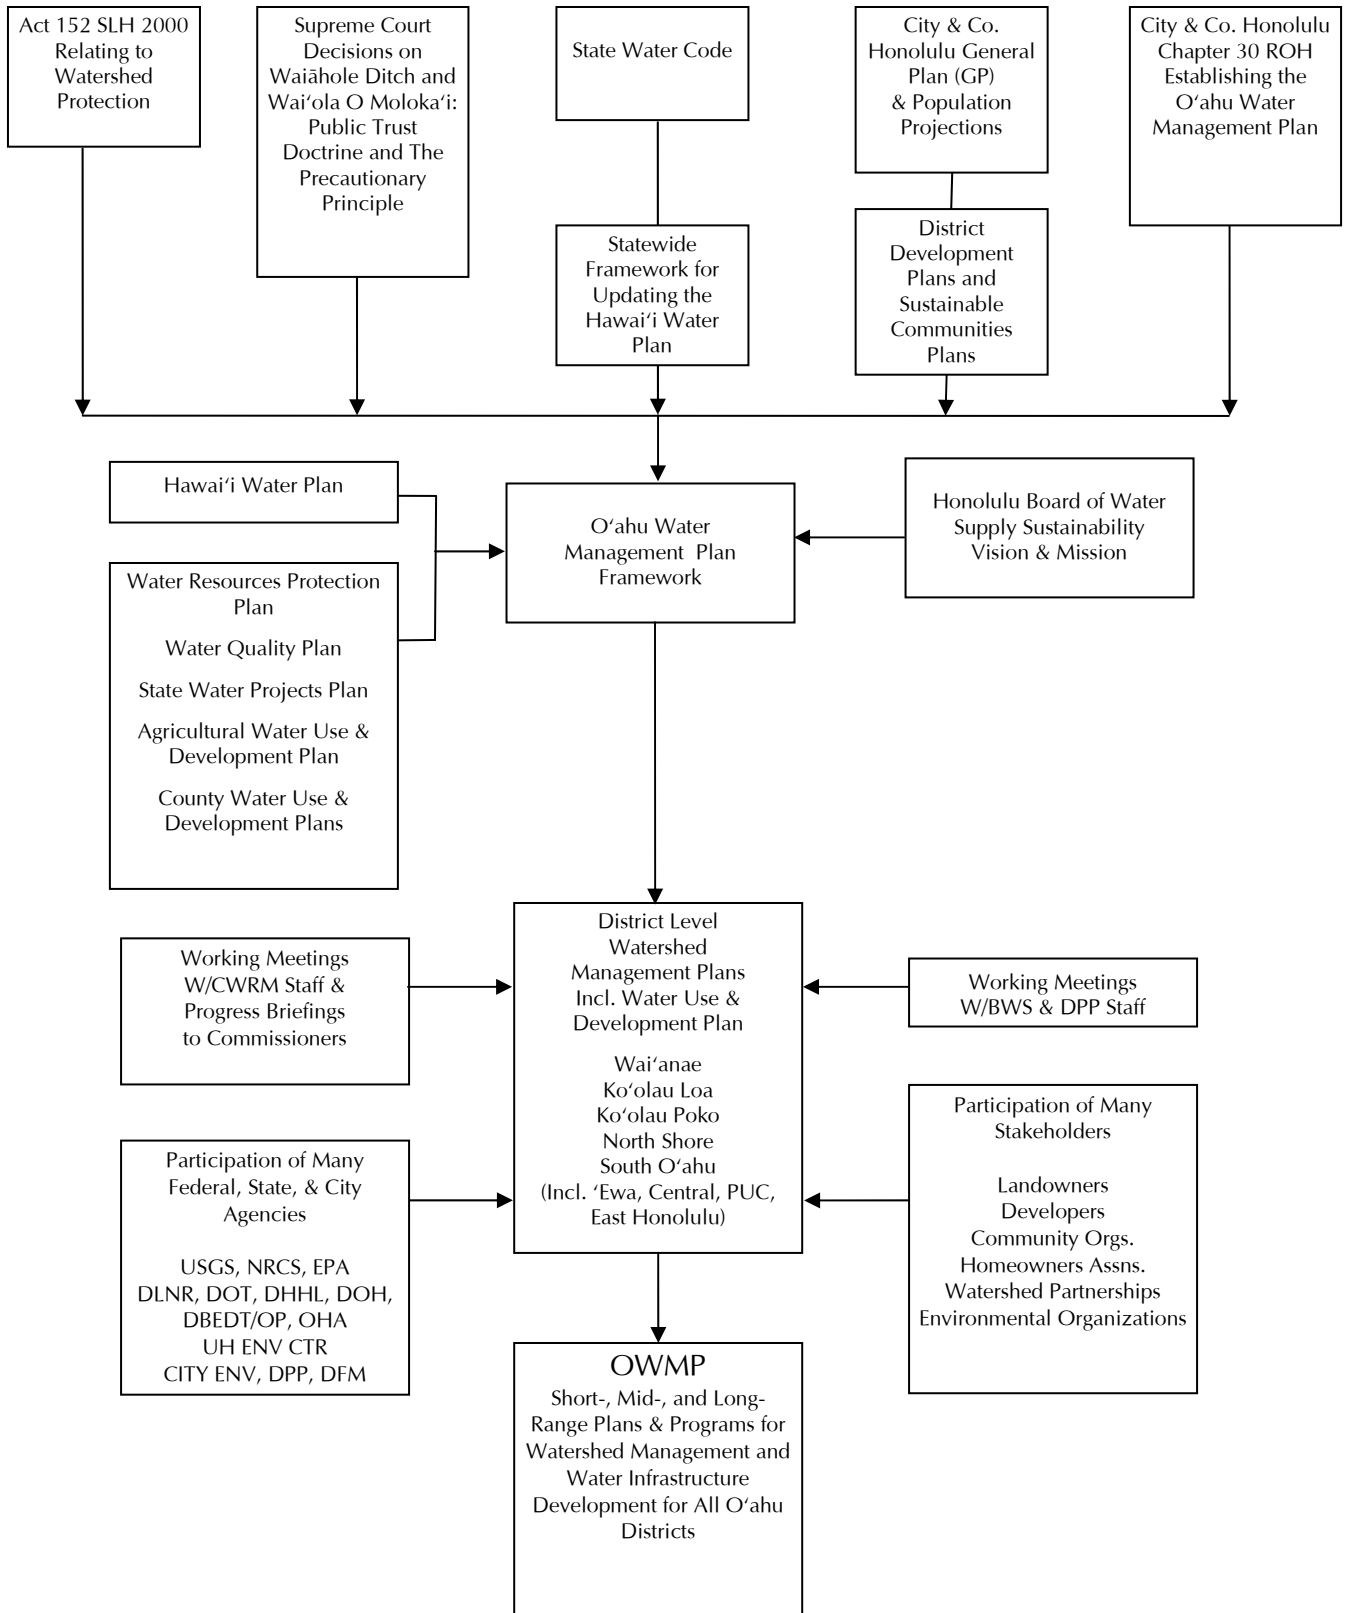 Act 152 SLH 2000
Relating to
Watershed
Protection
Supreme Court
Decisions on
Waiāhole Ditch and
Wai‘ola O Moloka‘i:
Public Trust
Doctrine and The
Precautionary
Principle
State Water Code
City & Co.
Honolulu General
Plan (GP)
& Population
Projections
City & Co. Honolulu
Chapter 30 ROH
Establishing the
O‘ahu Water
Management Plan
Statewide
Framework for
Updating the
Hawai‘i Water
Plan
District
Development
Plans and
Sustainable
Communities
Plans
Hawai‘i Water Plan
O‘ahu Water
Management  Plan
Framework
Honolulu Board of Water
Supply Sustainability
Vision & Mission
Water Resources Protection
Plan
Water Quality Plan
State Water Projects Plan
Agricultural Water Use &
Development Plan
County Water Use &
Development Plans
District Level
Watershed
Management Plans
Incl. Water Use &
Development Plan
Wai‘anae
Ko‘olau Loa
Ko‘olau Poko
North Shore
South O‘ahu
(Incl. ‘Ewa, Central, PUC,
East Honolulu)
Working Meetings
W/CWRM Staff &
Progress Briefings
to Commissioners
Working Meetings
W/BWS & DPP Staff
Participation of Many
Federal, State, & City
Agencies
USGS, NRCS, EPA
DLNR, DOT, DHHL, DOH,
DBEDT/OP, OHA
UH ENV CTR
CITY ENV, DPP, DFM
Participation of Many
Stakeholders
Landowners
Developers
Community Orgs.
Homeowners Assns.
Watershed Partnerships
Environmental Organizations
OWMP
Short-, Mid-, and Long-
Range Plans & Programs for
Watershed Management and
Water Infrastructure
Development for All O‘ahu
Districts